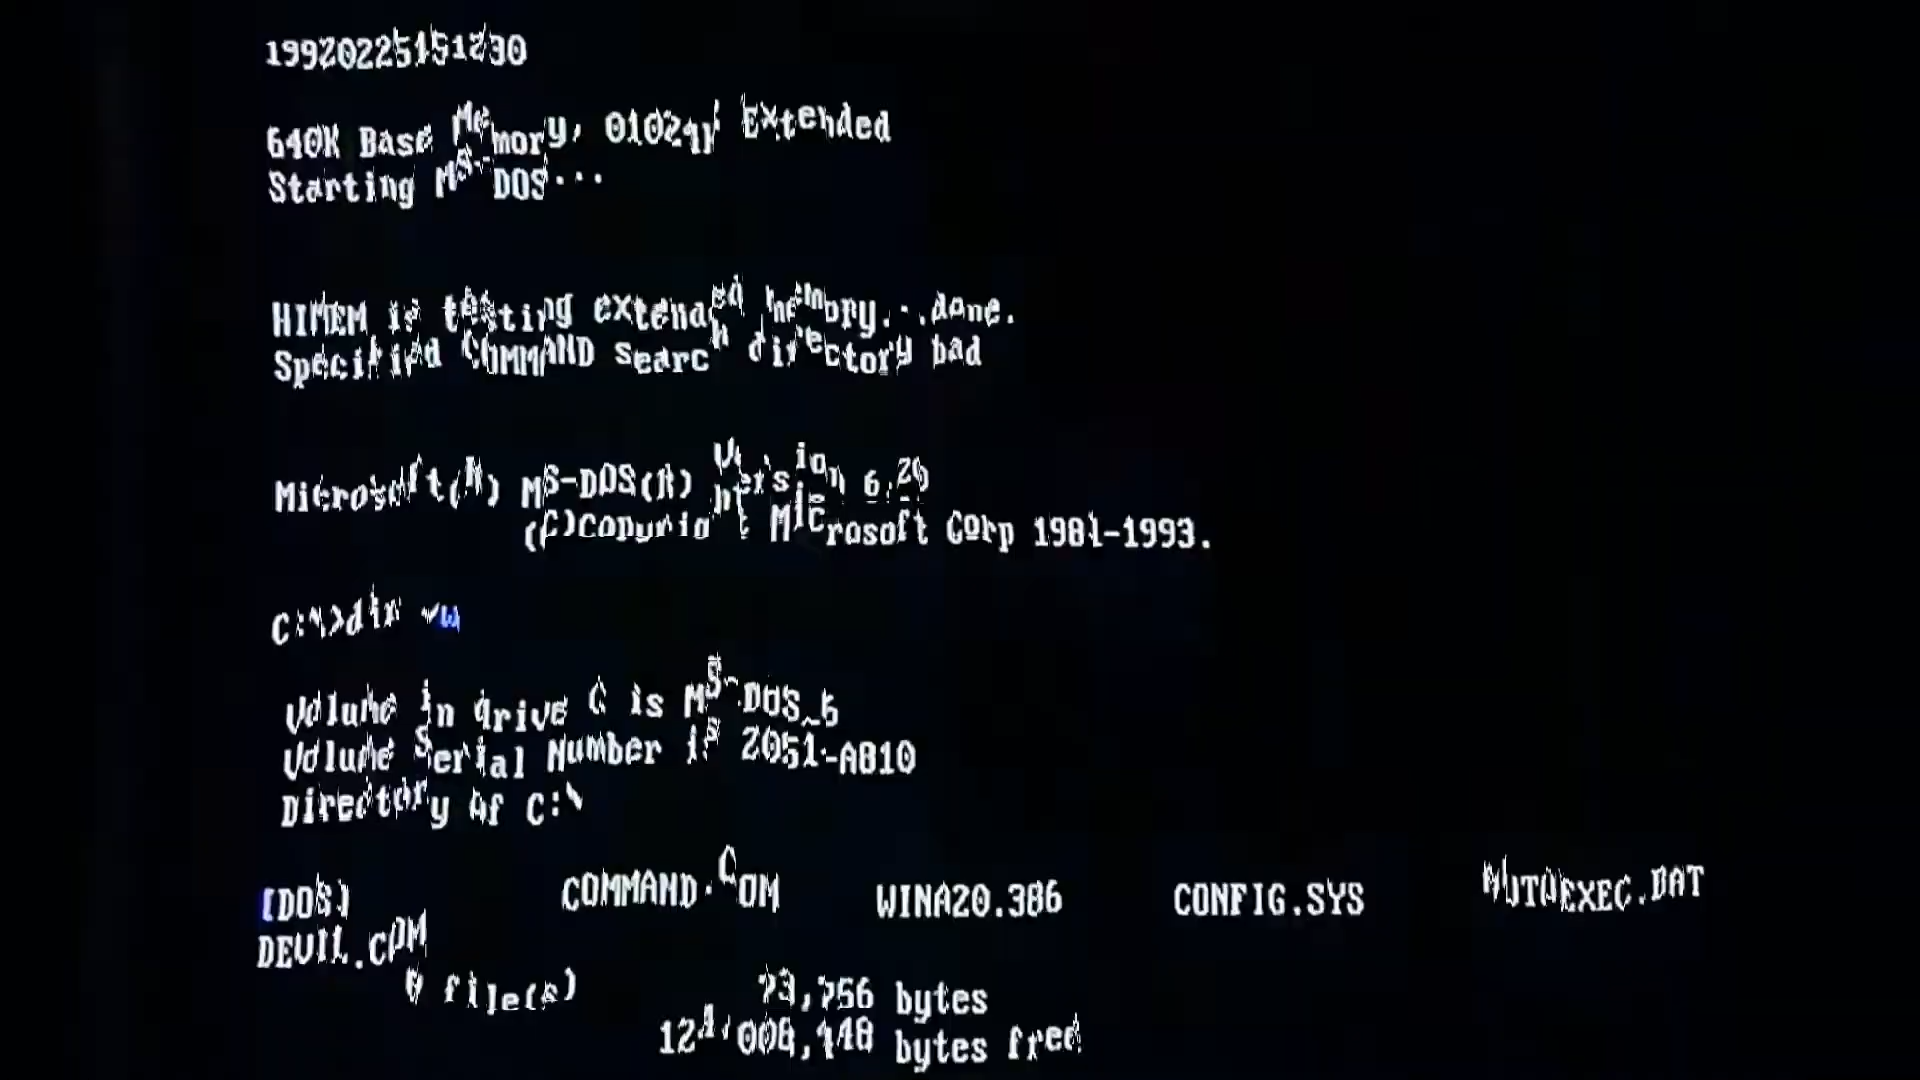 19920225151230
640K Base Memory, 01024K Extended
Starting MS-DOS...
HIMEM is testing extended memory...done.
Specified COMMAND search directory bad
Microsoft(R) MS-DOS(R) Version 6.20
(C)Copyright Microsoft Corp 1981-1993.
C:\>dir /w
Volume in drive C is MS-DOS_6
Volume Serial Number is 2051-AB10
Directory of C:\
[DOS] COMMAND.COM WINA20.386 CONFIG.SYS AUTOEXEC.BAT
DEVIL.COM
file(s) bytes
bytes free